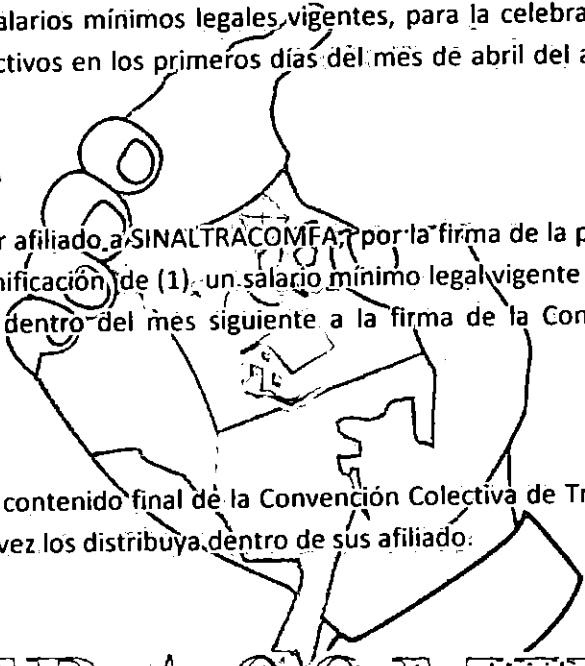 alarios mínimos legales vigentes, para la celebra
ctivos en los primeros días del mes de abril del a
r afiliado a SINALTRACOMFA, por la firma de la p
nificación de (1) un salario mínimo legal vigente
dentro del mes siguiente a la firma de la Con
contenido final de la Convención Colectiva de Tr
vez los distribuya dentro de sus afiliado.